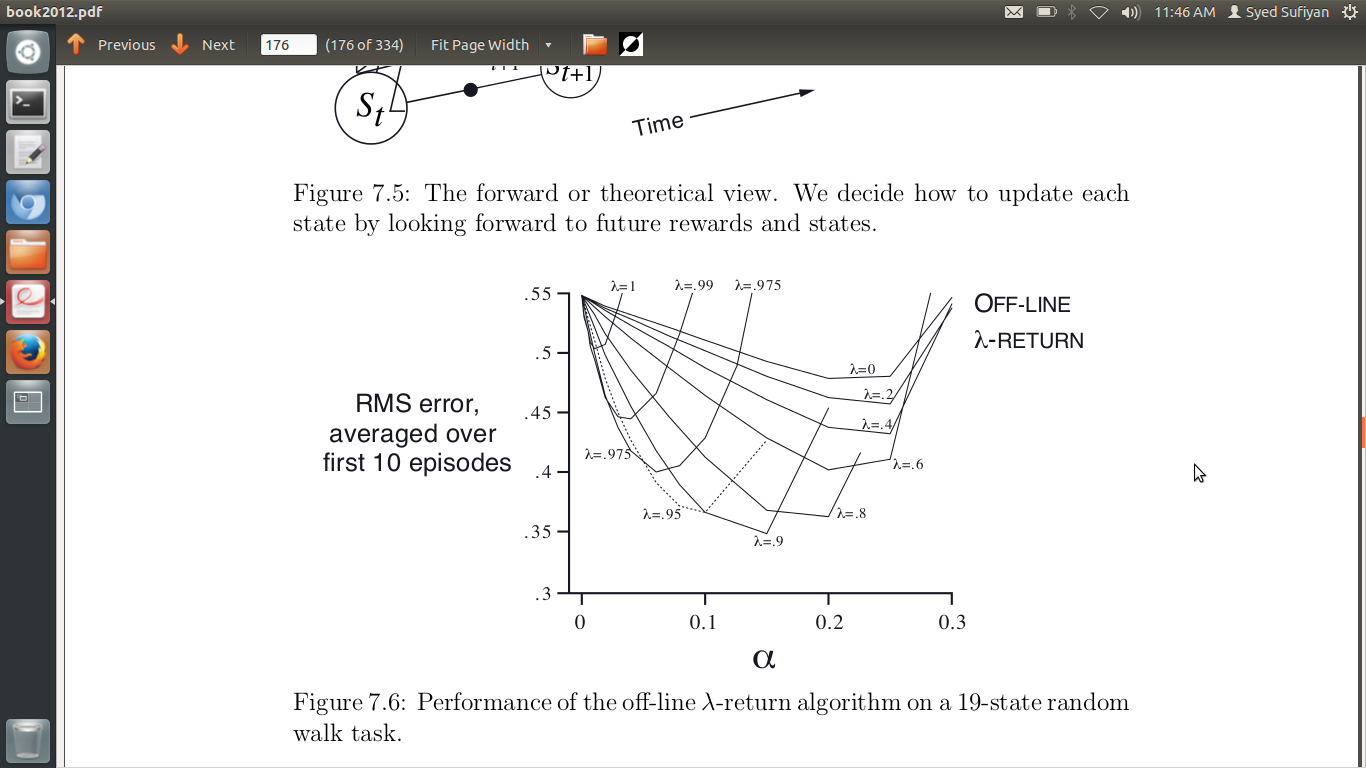 book2012.pdf
11:46 AM Syed Sufiyan
Previous Next 176 (176 of 334) Fit Page Width
t+1
St+1
St
Time
Figure 7.5: The forward or theoretical view. We decide how to update each
state by looking forward to future rewards and states.
λ=1 λ=.99 λ=.975
.55
OFF-LINE
λ-RETURN
.5
λ=0
λ=.2
RMS error,
averaged over
first 10 episodes
.45
λ=.4
λ=.975
λ=.6
.4
λ=.95
λ=.8
λ=.9
.35
.3
0 0.1 0.2 0.3
α
Figure 7.6: Performance of the off-line λ-return algorithm on a 19-state random
walk task.